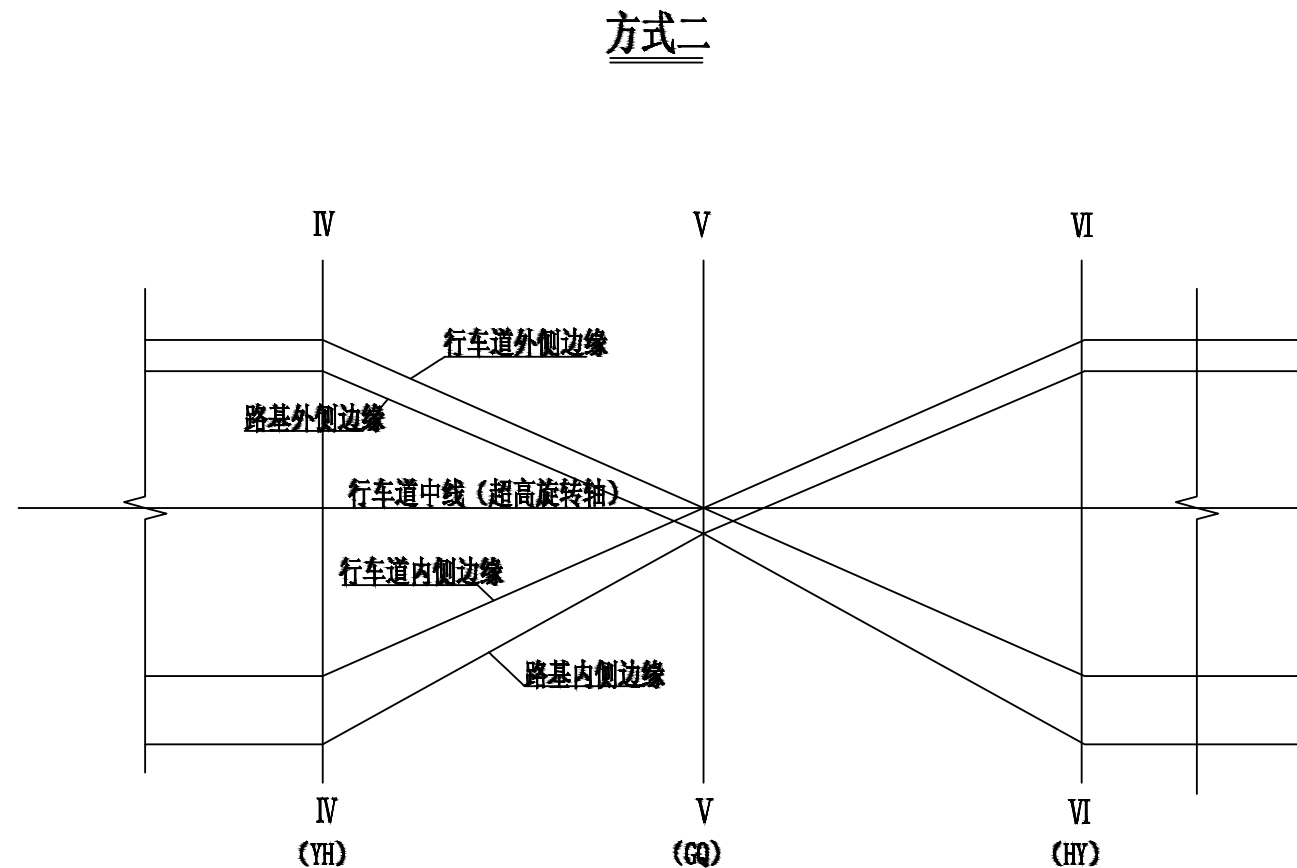 方式二
Ⅳ
Ⅴ
Ⅵ
行车道外侧边缘
路基外侧边缘
行车道中线（超高旋转轴）
行车道内侧边缘
路基内侧边缘
Ⅳ
Ⅴ
Ⅵ
(YH)
(GQ)
(HY)